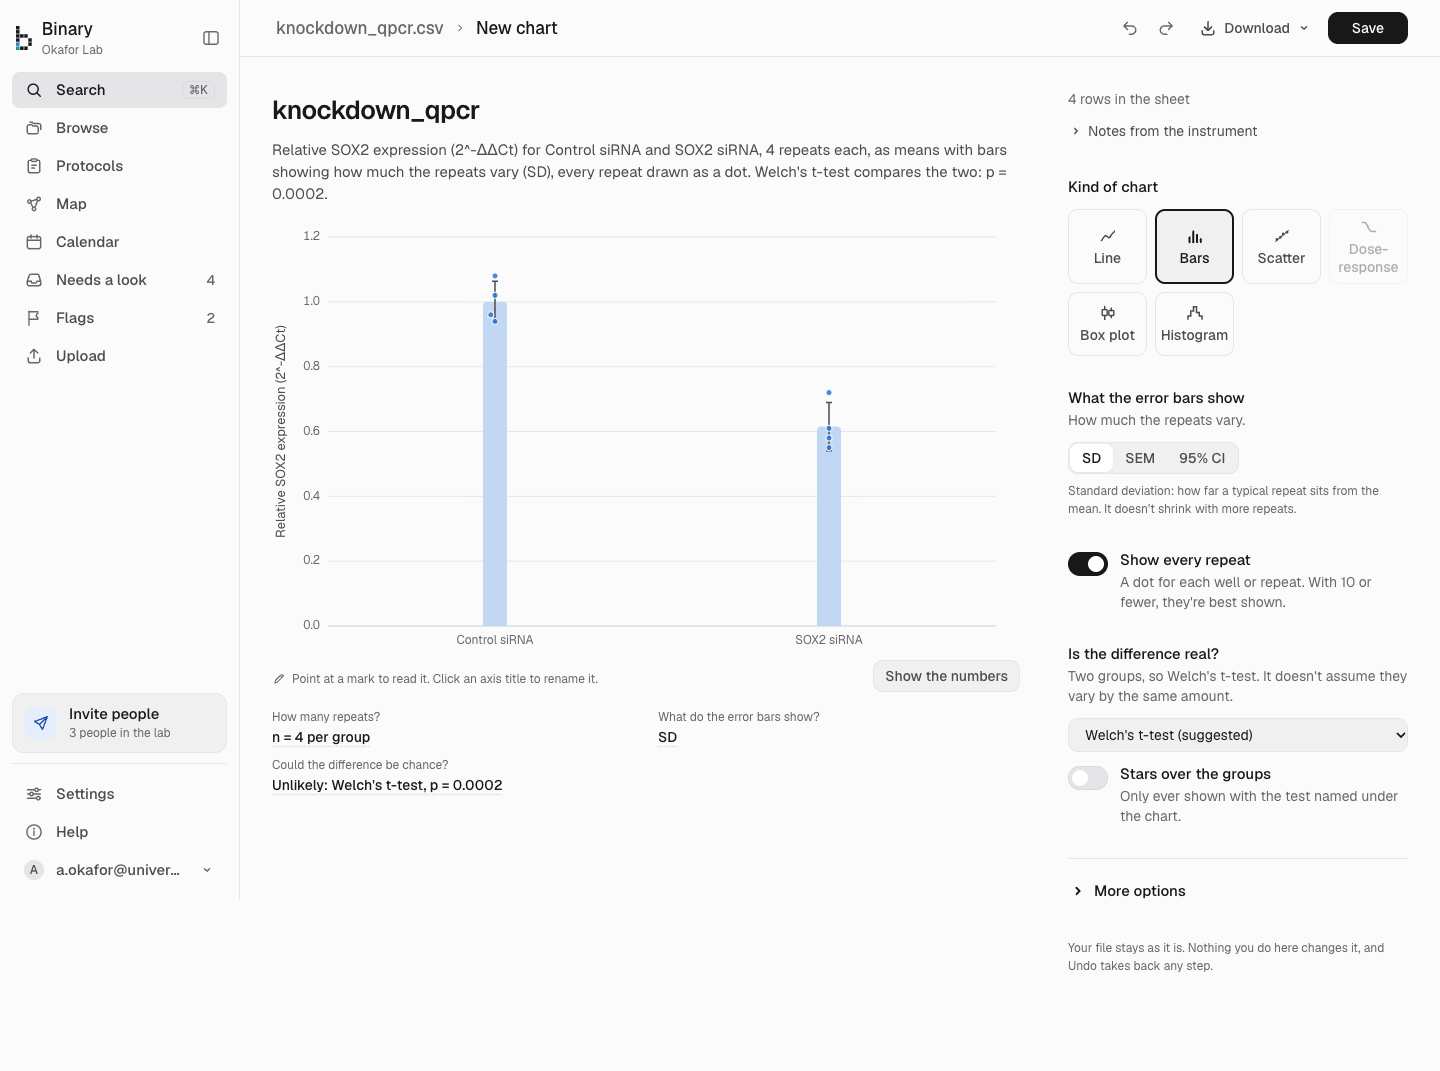 Binary
Okafor Lab
Search ⌘K
Browse
Protocols
Map
Calendar
Needs a look 4
Flags 2
Upload
Invite people
3 people in the lab
Settings
Help
A a.okafor@univer...
knockdown_qpcr.csv › New chart
Download
Save
knockdown_qpcr
Relative SOX2 expression (2^-ΔΔCt) for Control siRNA and SOX2 siRNA, 4 repeats each, as means with bars
showing how much the repeats vary (SD), every repeat drawn as a dot. Welch's t-test compares the two: p =
0.0002.
Relative SOX2 expression (2^-ΔΔCt)
1.2
1.0
0.8
0.6
0.4
0.2
0.0
Control siRNA SOX2 siRNA
Point at a mark to read it. Click an axis title to rename it.
Show the numbers
How many repeats?
n = 4 per group
What do the error bars show?
SD
Could the difference be chance?
Unlikely: Welch's t-test, p = 0.0002
4 rows in the sheet
Notes from the instrument
Kind of chart
Line
Bars
Scatter
Dose-
response
Box plot
Histogram
What the error bars show
How much the repeats vary.
SD SEM 95% CI
Standard deviation: how far a typical repeat sits from the
mean. It doesn't shrink with more repeats.
Show every repeat
A dot for each well or repeat. With 10 or
fewer, they're best shown.
Is the difference real?
Two groups, so Welch's t-test. It doesn't assume they
vary by the same amount.
Welch's t-test (suggested)
Stars over the groups
Only ever shown with the test named under
the chart.
More options
Your file stays as it is. Nothing you do here changes it, and
Undo takes back any step.